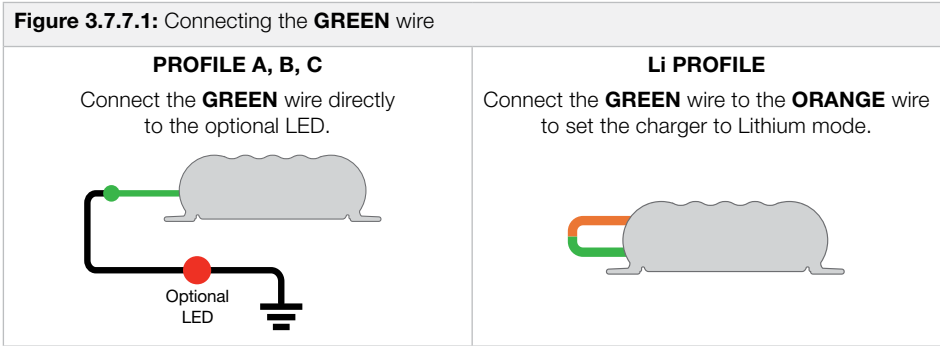 Figure 3.7.7.1: Connecting the GREEN wire
PROFILE A, B, C
Connect the GREEN wire directly
to the optional LED.
Optional
LED
Li PROFILE
Connect the GREEN wire to the ORANGE wire
to set the charger to Lithium mode.